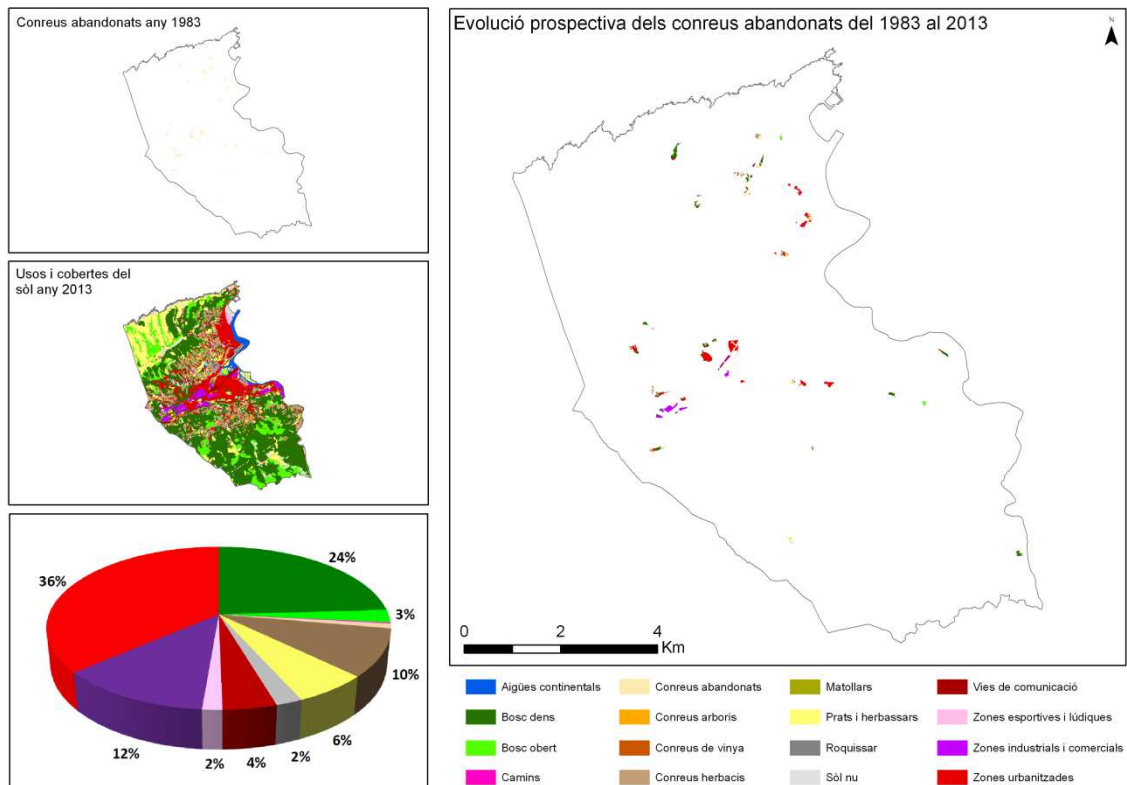 Conreus abandonats any 1983
Evolució prospectiva dels conreus abandonats del 1983 al 2013
N
Usos i cobertes del
sòl any 2013
36%
24%
3%
10%
6%
2%
4%
2%
12%
0
2
4
Km
Aigües continentals
Bosc dens
Bosc obert
Camins
Conreus abandonats
Conreus arboris
Conreus de vinya
Conreus herbacis
Matollars
Prats i herbassars
Roquissar
Sòl nu
Vies de comunicació
Zones esportives i lúdiques
Zones industrials i comercials
Zones urbanitzades